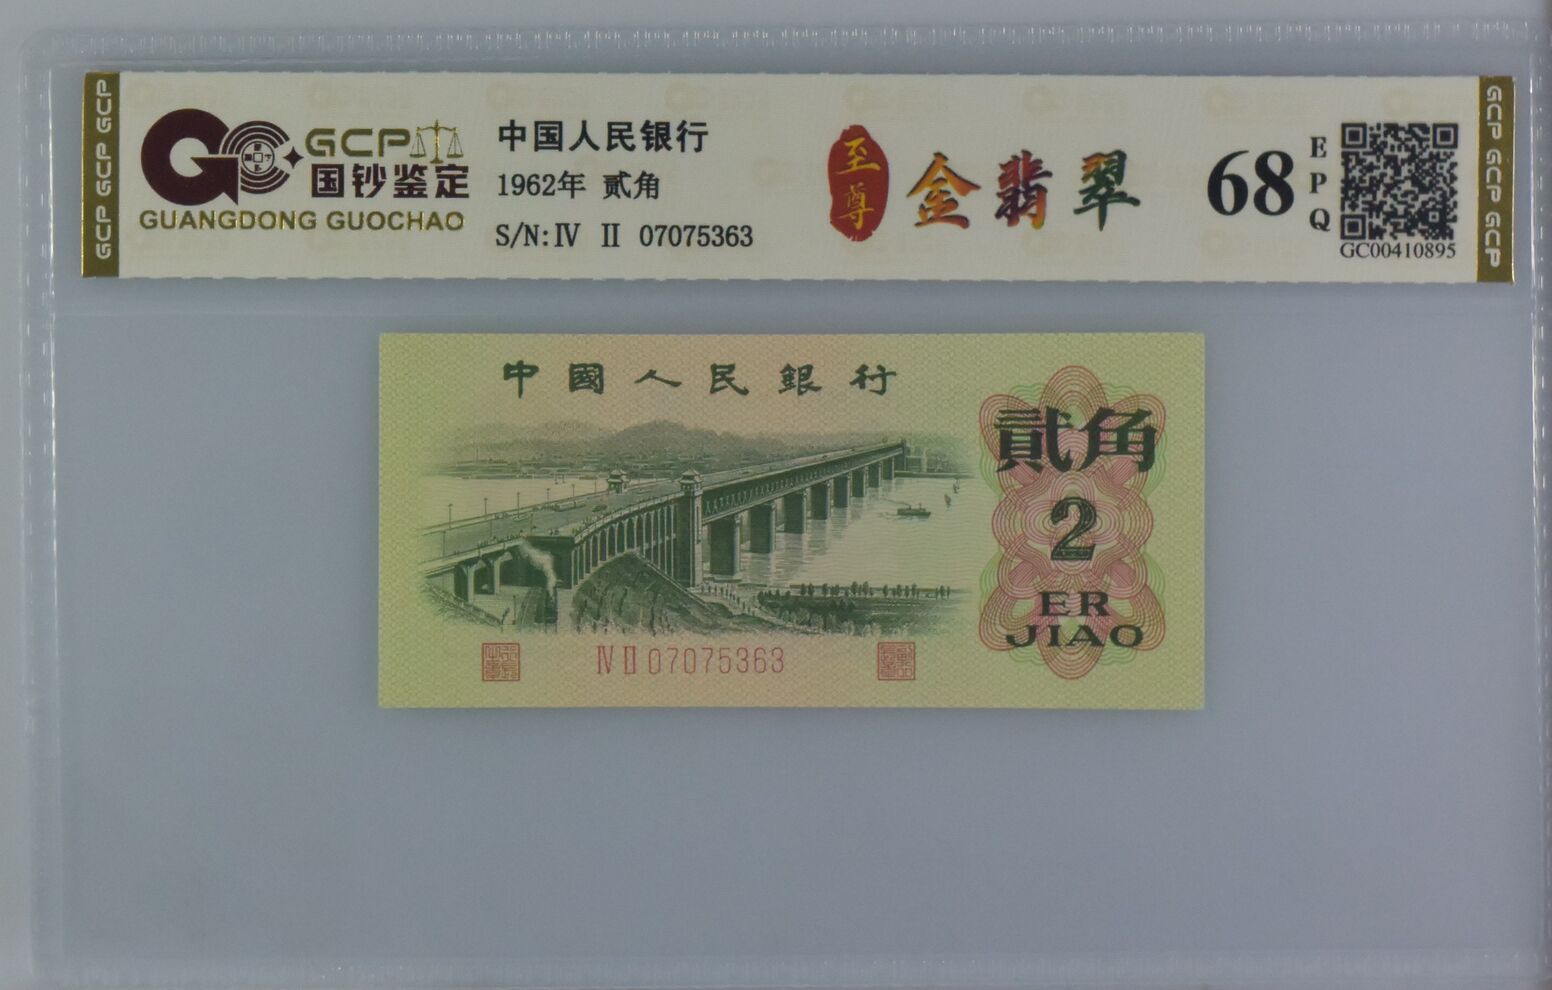 GCP GCP GCP
GCP
国钞鉴定
GUANGDONG GUOCHAO
中国人民银行
1962年 贰角
S/N:Ⅳ Ⅱ 07075363
至尊
金翡翠
68
EPQ
GC00410895
GCP GCP GCP
中國人民銀行
貳角
2
ER
JIAO
ⅣⅡ07075363